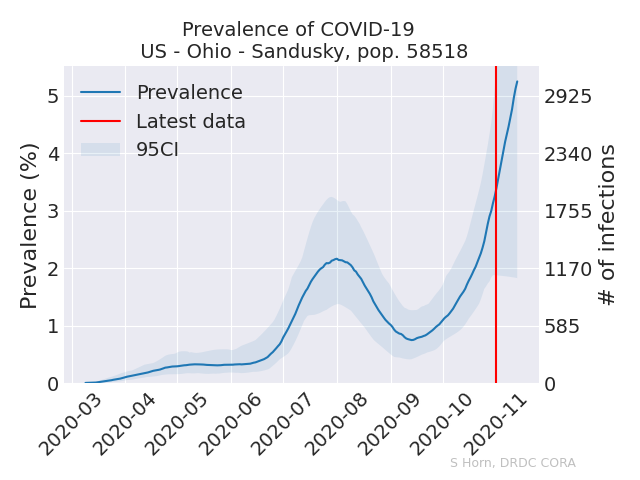 Prevalence of COVID-19
US - Ohio - Sandusky, pop. 58518
Prevalence
Latest data
95CI
Prevalence (%)
5
4
3
2
1
0
2925
2340
1755
1170
585
0
# of infections
2020-03
2020-04
2020-05
2020-06
2020-07
2020-08
2020-09
2020-10
2020-11
S Horn, DRDC CORA